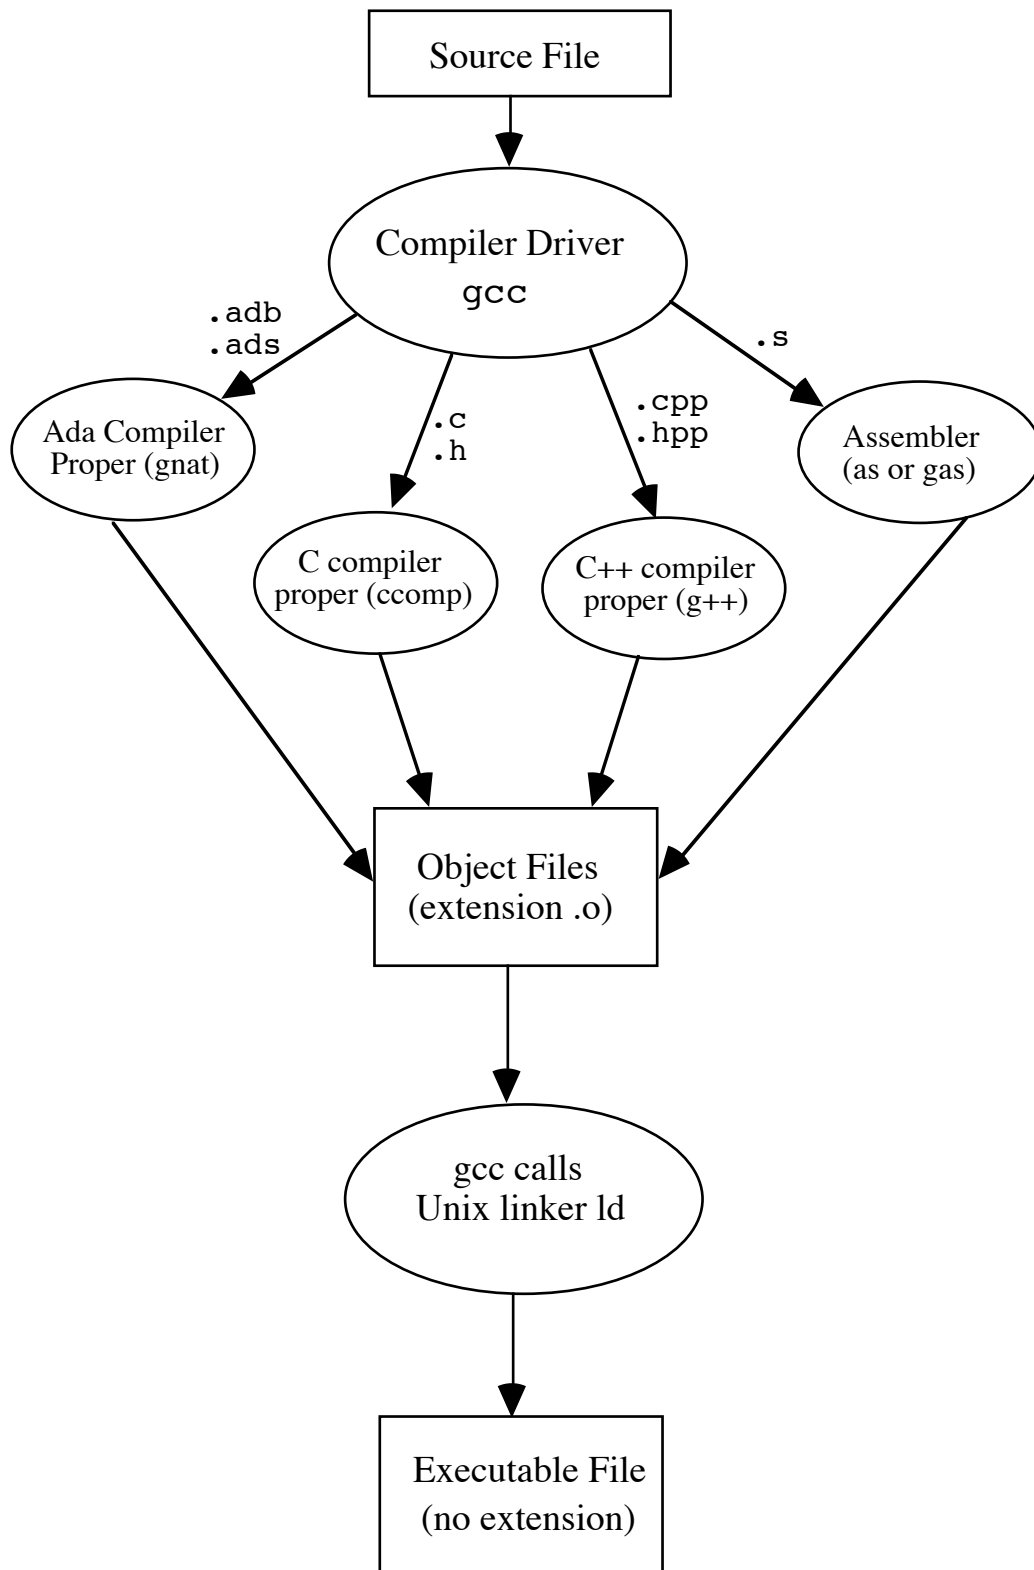 Source File
Compiler Driver
gcc
.adb
.ads
.c
.h
.cpp
.hpp
.s
Ada Compiler
Proper (gnat)
C compiler
proper (ccomp)
C++ compiler
proper (g++)
Assembler
(as or gas)
Object Files
(extension .o)
gcc calls
Unix linker ld
Executable File
(no extension)